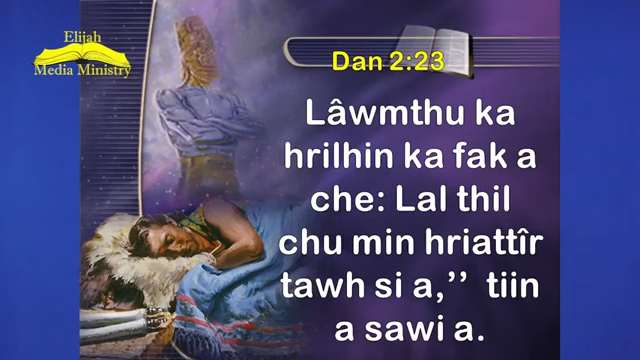 Elijah
Media Ministry
Dan 2:23
Lâwmthu ka
hrilhin ka fak a
che: Lal thil
chu min hriattîr
tawh si a,’’ tiin
a sawi a.